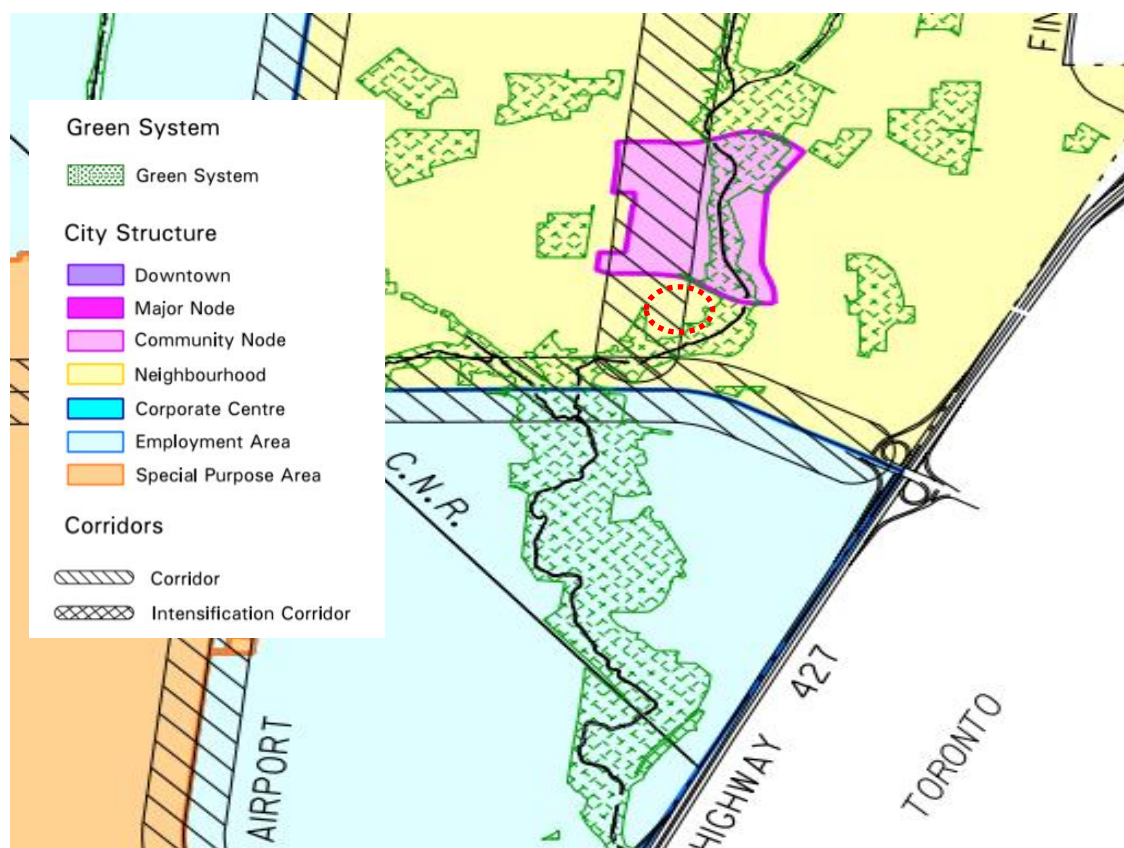 FIN
Green System
Green System
City Structure
Downtown
Major Node
Community Node
Neighbourhood
Corporate Centre
Employment Area
Special Purpose Area
Corridors
Corridor
Intensification Corridor
C.N.R.
AIRPORT
HIGHWAY 427
TORONTO